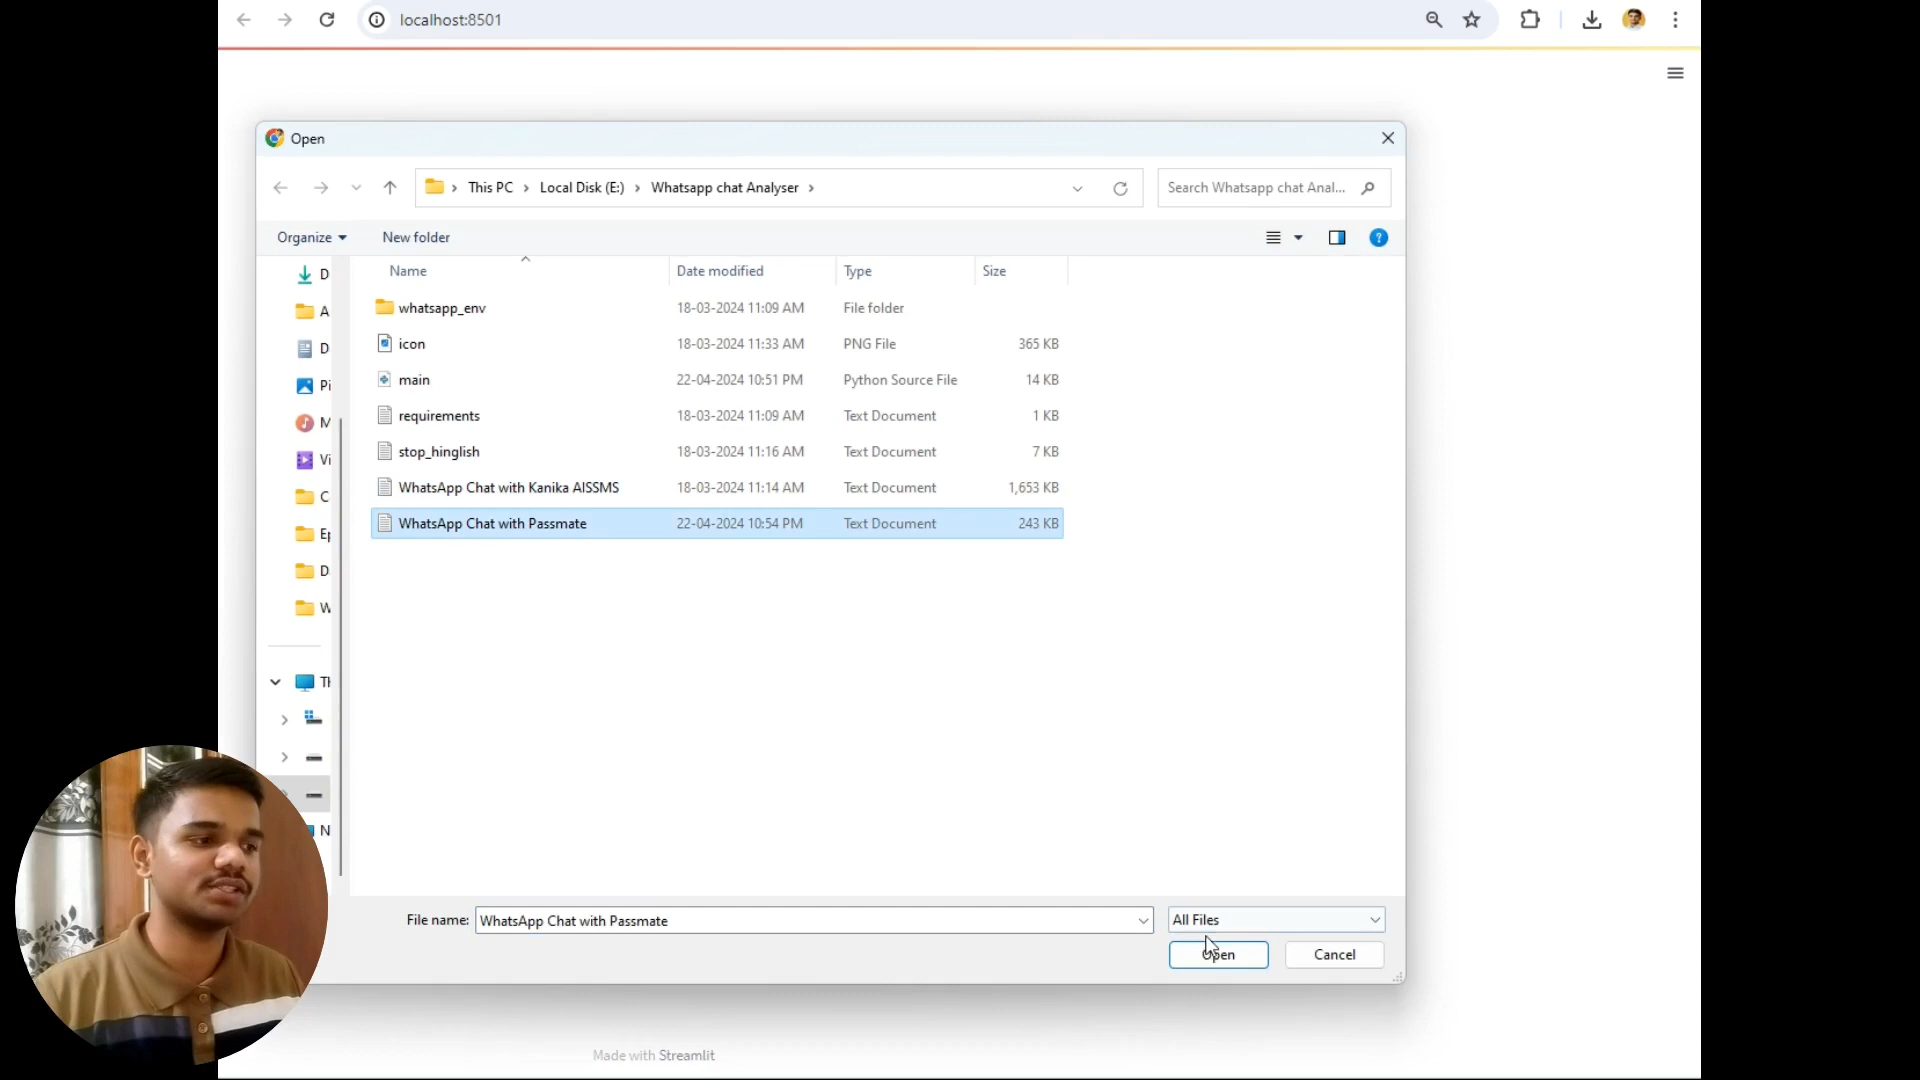 localhost:8501
Open
This PC
Local Disk (E:)
Whatsapp chat Analyser
Search Whatsapp chat Anal...
Organize
New folder
Name
Date modified
Type
Size
D
whatsapp_env
18-03-2024 11:09 AM
File folder
A
icon
18-03-2024 11:33 AM
PNG File
365 KB
D
main
22-04-2024 10:51 PM
Python Source File
14 KB
Pi
requirements
18-03-2024 11:09 AM
Text Document
1 KB
M
stop_hinglish
18-03-2024 11:16 AM
Text Document
7 KB
Vi
WhatsApp Chat with Kanika AISSMS
18-03-2024 11:14 AM
Text Document
1,653 KB
C
WhatsApp Chat with Passmate
22-04-2024 10:54 PM
Text Document
243 KB
Ep
D
W
Th
N
File name:
WhatsApp Chat with Passmate
All Files
Open
Cancel
Made with Streamlit